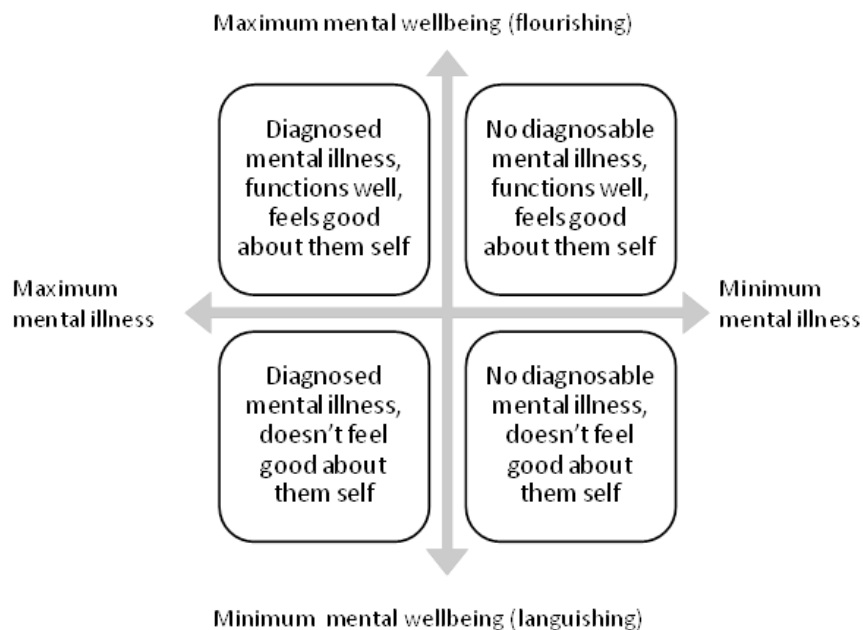 Maximum mental wellbeing (flourishing)
Diagnosed
mental illness,
functions well,
feels good
about them self
No diagnosable
mental illness,
functions well,
feels good
about them self
Maximum
mental illness
Minimum
mental illness
Diagnosed
mental illness,
doesn't feel
good about
them self
No diagnosable
mental illness,
doesn't feel
good about
them self
Minimum mental wellbeing (languishing)